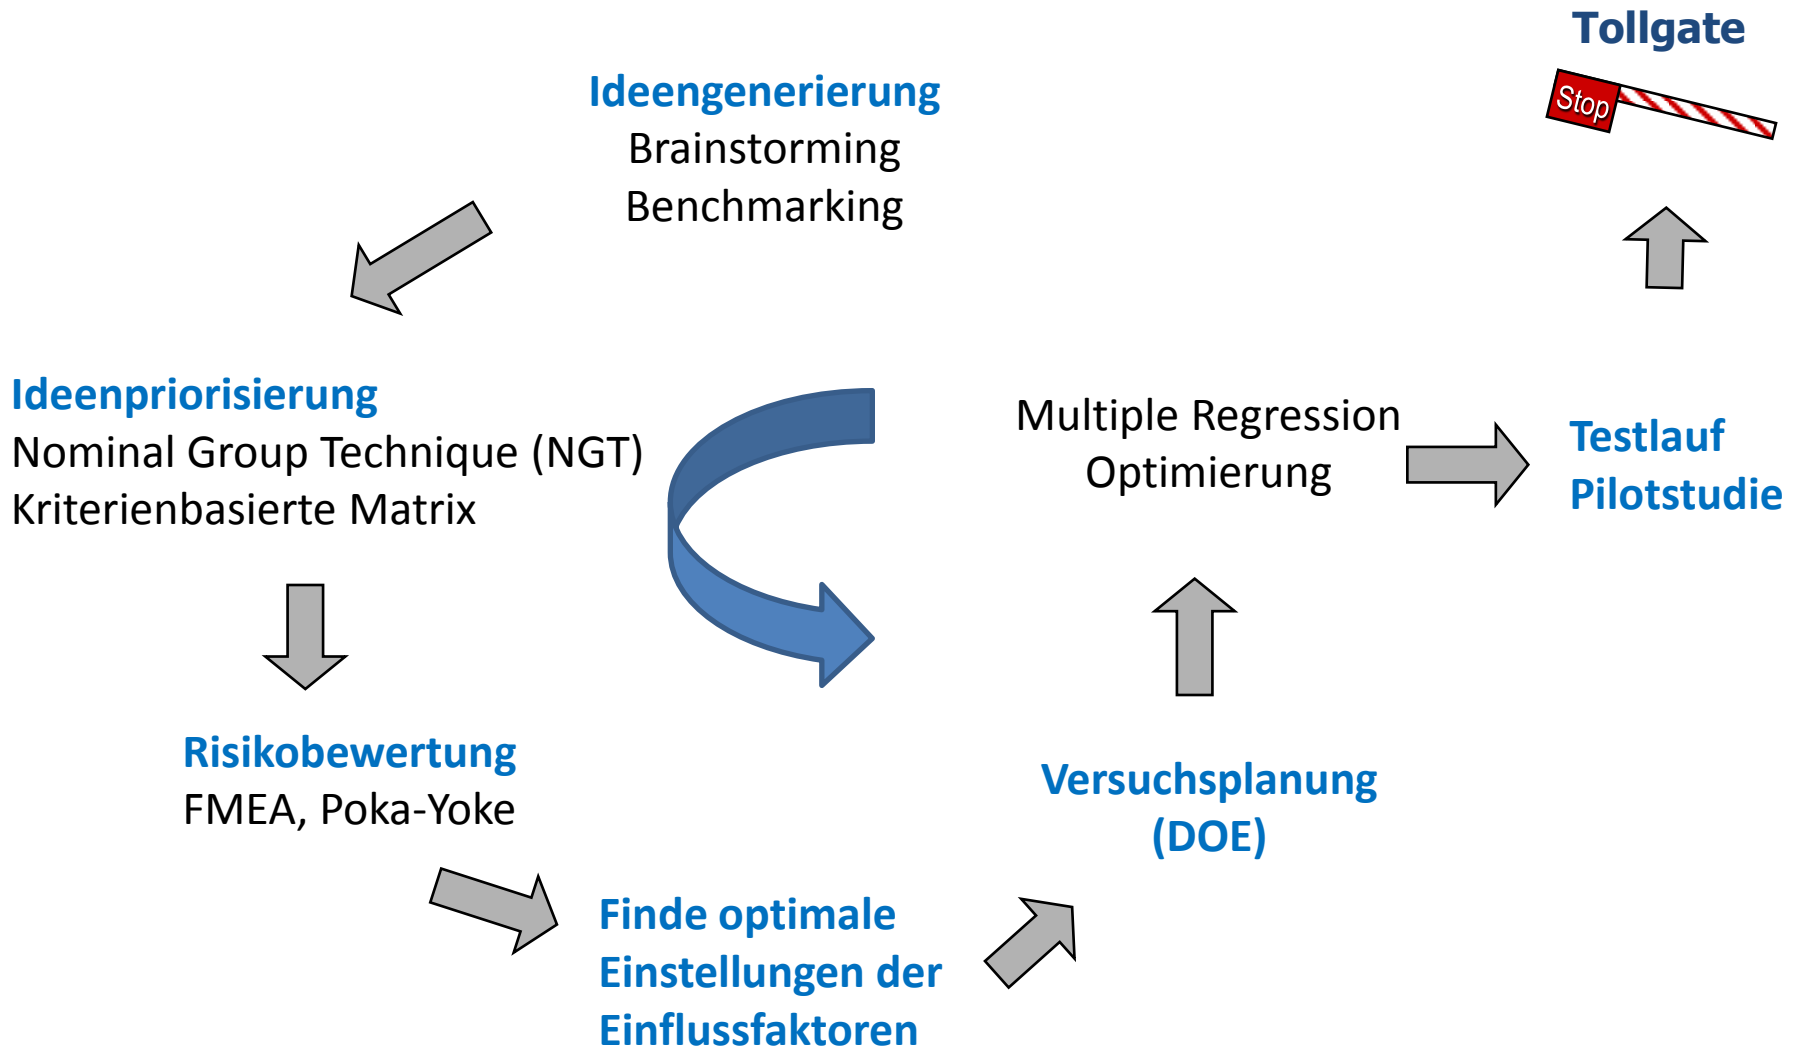 Tollgate
Stop
Ideengenerierung
Brainstorming
Benchmarking
Ideenpriorisierung
Nominal Group Technique (NGT)
Kriterienbasierte Matrix
Risikobewertung
FMEA, Poka-Yoke
Finde optimale
Einstellungen der
Einflussfaktoren
Versuchsplanung
(DOE)
Multiple Regression
Optimierung
Testlauf
Pilotstudie